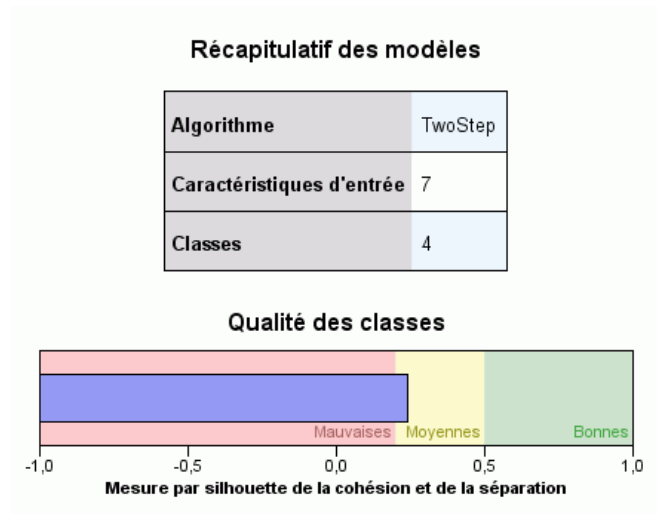 Récapitulatif des modèles
Algorithme TwoStep
Caractéristiques d'entrée 7
Classes 4
Qualité des classes
Mauvaises Moyennes Bonnes
-1,0 -0,5 0,0 0,5 1,0
Mesure par silhouette de la cohésion et de la séparation